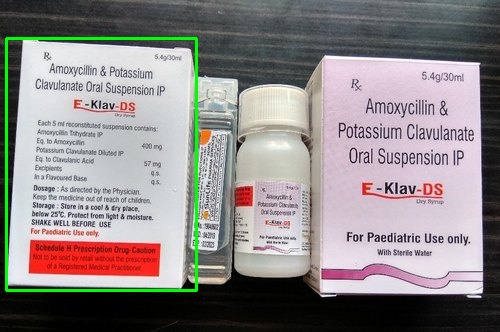 Rx
5.4g/30ml
Amoxycillin & Potassium
Clavulanate Oral Suspension IP
E-Klav-DS
Dry Syrup
Each 5 ml reconstituted suspension contains:
Amoxycillin Trihydrate IP
Eq. to Amoxycillin 400 mg
Potassium Clavulanate Diluted IP
Eq. to Clavulanic Acid 57 mg
Excipients q.s.
In a Flavoured Base q.s.
Dosage : As directed by the Physician.
Keep the medicine out of reach of children.
Storage : Store in a cool & dry place,
below 25°C. Protect from light & moisture.
SHAKE WELL BEFORE USE
For Paediatric Use only.
Schedule H Prescription Drug-Caution
Not to be sold by retail without the prescription
of a Registered Medical Practitioner
Rx
Amoxycillin &
Potassium Clavulanate
Oral Suspension IP
E-Klav-DS
For Paediatric Use only.
Rx
5.4g/30ml
Amoxycillin &
Potassium Clavulanate
Oral Suspension IP
E-Klav-DS
Dry Syrup
For Paediatric Use only.
With Sterile Water